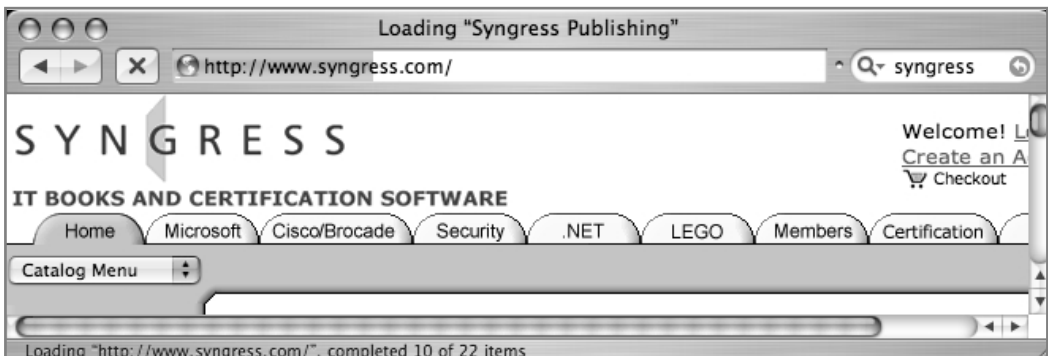 Loading “Syngress Publishing”
http://www.syngress.com/
syngress
SYNGRESS
Welcome!
Create an
Checkout
IT BOOKS AND CERTIFICATION SOFTWARE
Home Microsoft Cisco/Brocade Security .NET LEGO Members Certification
Catalog Menu
Loading “http://www.syngress.com/”, completed 10 of 22 items